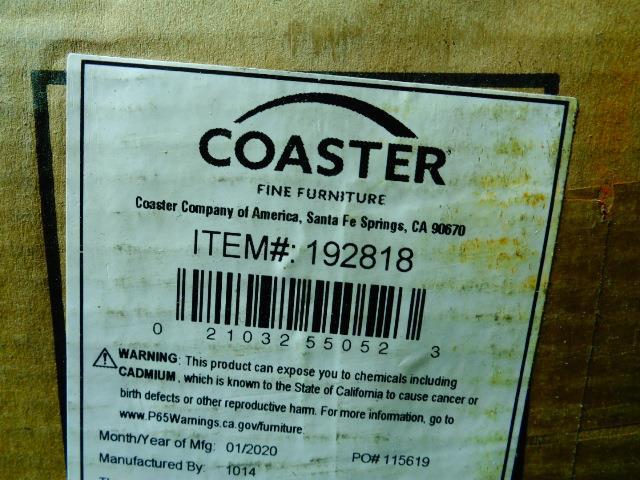 COASTER
FINE FURNITURE
Coaster Company of America, Santa Fe Springs, CA 90670
ITEM#: 192818
0 21032 55052 3
WARNING: This product can expose you to chemicals including
CADMIUM, which is known to the State of California to cause cancer or
birth defects or other reproductive harm. For more information, go to
www.P65Warnings.ca.gov/furniture.
Month/Year of Mfg: 01/2020
Manufactured By: 1014 PO# 115619